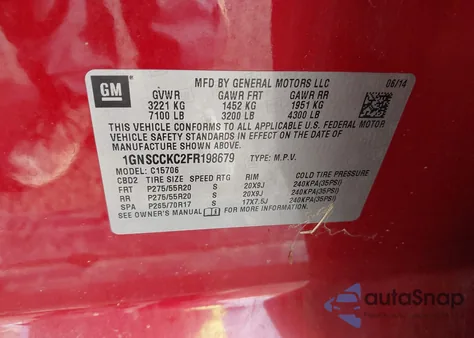 GM
MFD BY GENERAL MOTORS LLC 08/14
GVWR GAWR FRT GAWR RR
3221 KG 1452 KG 1951 KG
7100 LB 3200 LB 4300 LB
THIS VEHICLE CONFORMS TO ALL APPLICABLE U.S. FEDERAL MOTOR
VEHICLE SAFETY STANDARDS IN EFFECT ON THE DATE OF
MANUFACTURE SHOWN ABOVE.
1GNSCCKC2FR198679 TYPE: M.P.V.
MODEL: C15706
CBD2 TIRE SIZE SPEED RTG RIM COLD TIRE PRESSURE
FRT P275/55R20 S 20X9J 240KPA(35PSI)
RR P275/55R20 S 20X9J 240KPA(35PSI)
SPA P265/70R17 S 17X7.5J 240KPA(35PSI)
SEE OWNER'S MANUAL
autoSnap